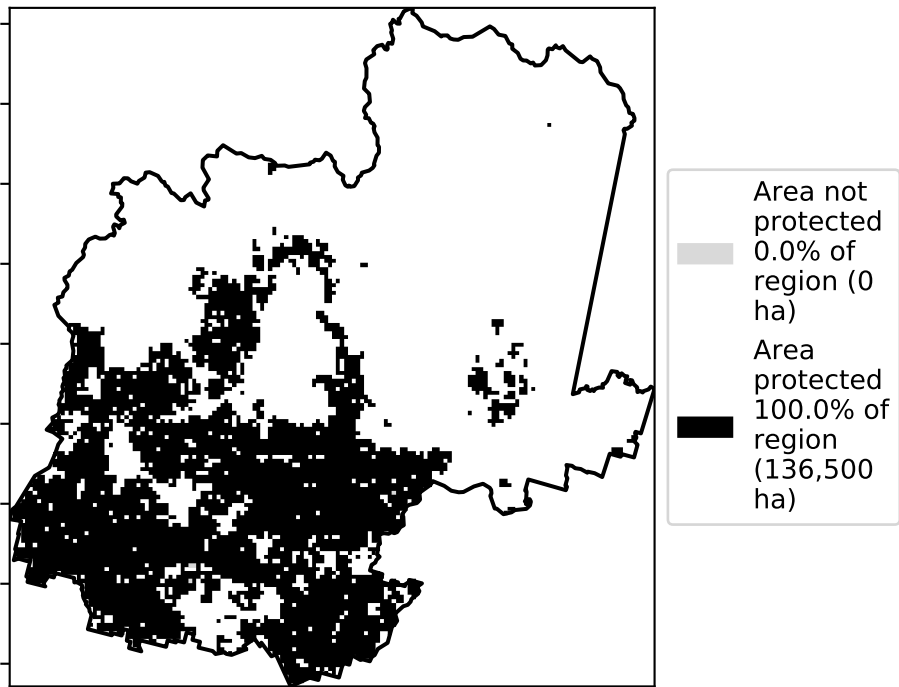 Area not
protected
0.0% of
region (0
ha)
Area
protected
100.0% of
region
(136,500
ha)